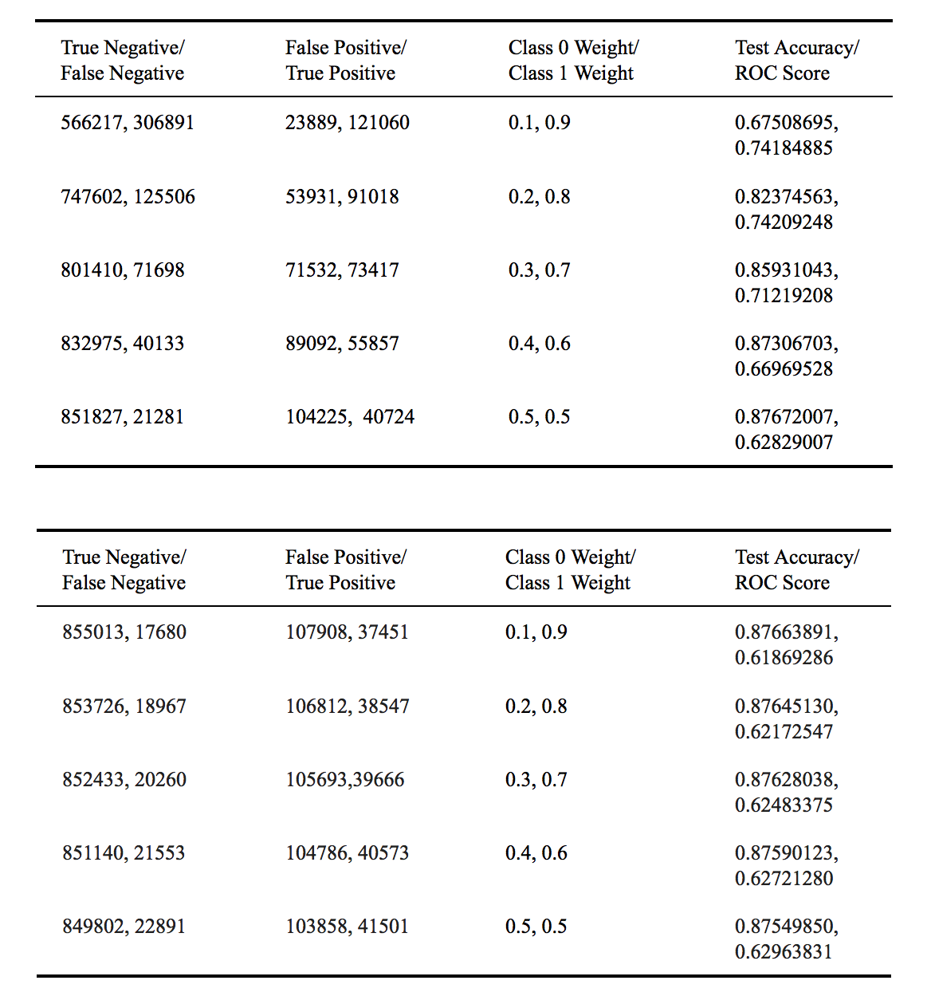 True Negative/ False Positive/ Class 0 Weight/ Test Accuracy/
False Negative True Positive Class 1 Weight ROC Score
566217, 306891 23889, 121060 0.1, 0.9 0.67508695,
0.74184885
747602, 125506 53931, 91018 0.2, 0.8 0.82374563,
0.74209248
801410, 71698 71532, 73417 0.3, 0.7 0.85931043,
0.71219208
832975, 40133 89092, 55857 0.4, 0.6 0.87306703,
0.66969528
851827, 21281 104225,  40724 0.5, 0.5 0.87672007,
0.62829007
True Negative/ False Positive/ Class 0 Weight/ Test Accuracy/
False Negative True Positive Class 1 Weight ROC Score
855013, 17680 107908, 37451 0.1, 0.9 0.87663891,
0.61869286
853726, 18967 106812, 38547 0.2, 0.8 0.87645130,
0.62172547
852433, 20260 105693,39666 0.3, 0.7 0.87628038,
0.62483375
851140, 21553 104786, 40573 0.4, 0.6 0.87590123,
0.62721280
849802, 22891 103858, 41501 0.5, 0.5 0.87549850,
0.62963831